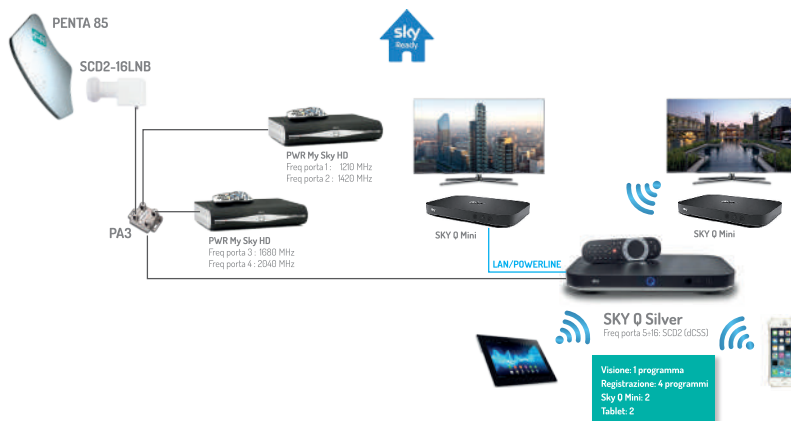 PENTA 85
sky
Ready
SCD2-16LNB
PWR My Sky HD
Freq porta 1 : 1210 MHz
Freq porta 2 : 1420 MHz
PA3
PWR My Sky HD
Freq porta 3 : 1680 MHz
Freq porta 4 : 2040 MHz
SKY Q Mini
SKY Q Mini
LAN/POWERLINE
SKY Q Silver
Freq porta 5÷16: SCD2 (dCSS)
Visione: 1 programma
Registrazione: 4 programmi
Sky Q Mini: 2
Tablet: 2